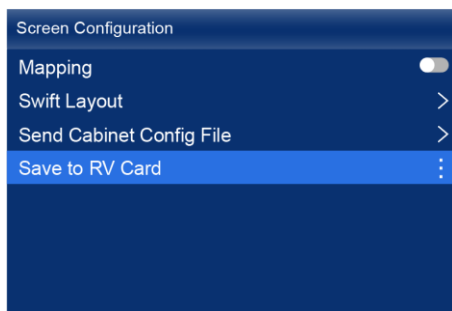 Screen Configuration
Mapping
Swift Layout
Send Cabinet Config File
Save to RV Card